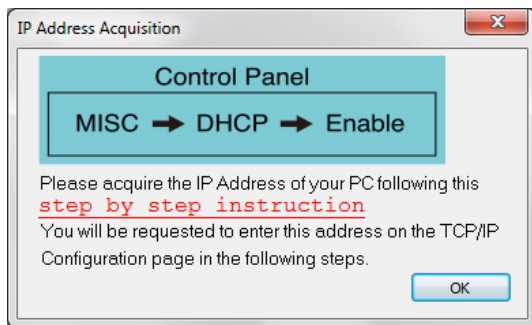 IP Address Acquisition
Control Panel
MISC → DHCP → Enable
Please acquire the IP Address of your PC following this
step by step instruction
You will be requested to enter this address on the TCP/IP
Configuration page in the following steps.
OK